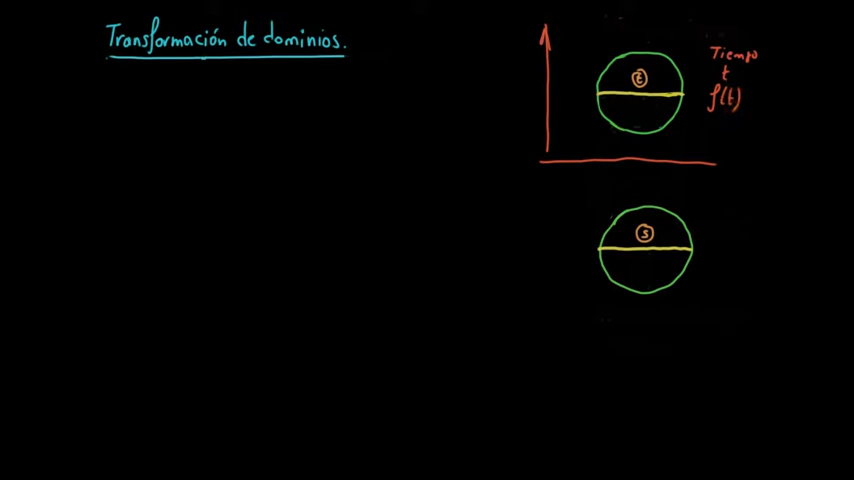 Transformación de dominios.
Tiempo
t
f(t)
t
s